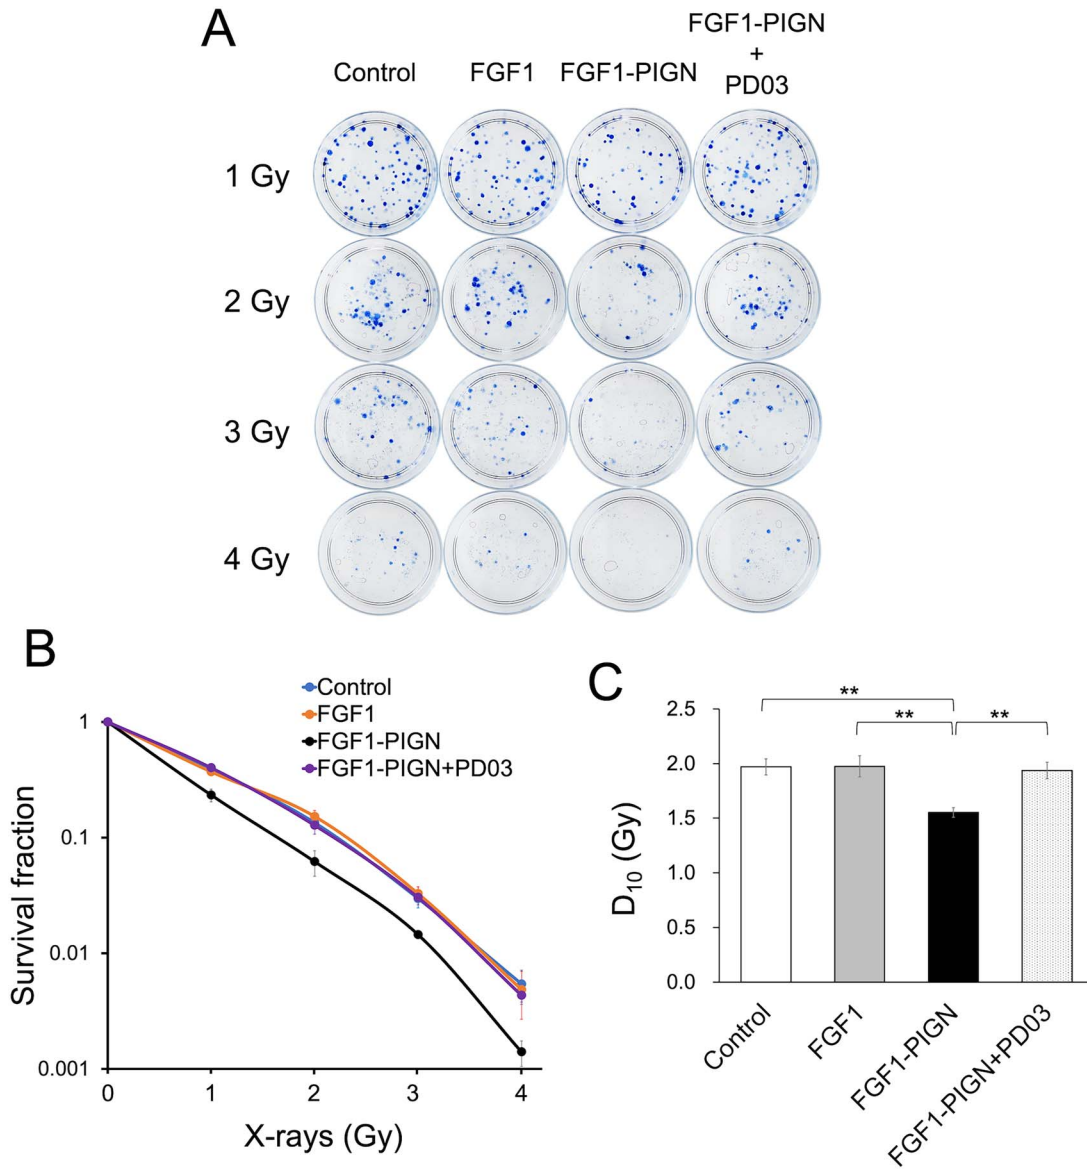 A
Control
FGF1
FGF1-PIGN
FGF1-PIGN
+
PD03
1 Gy
2 Gy
3 Gy
4 Gy
B
Control
FGF1
FGF1-PIGN
FGF1-PIGN+PD03
1
0.1
0.01
0.001
0
1
2
3
4
Survival fraction
X-rays (Gy)
C
**
**
**
2.5
2.0
1.5
1.0
0.5
0.0
D10 (Gy)
Control
FGF1
FGF1-PIGN
FGF1-PIGN+PD03